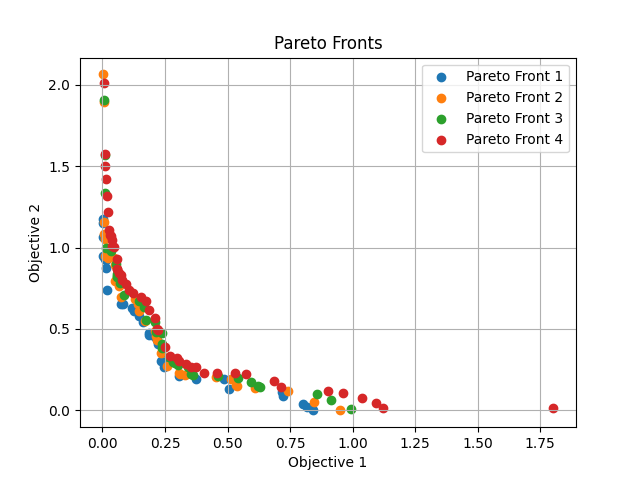 Pareto Fronts
Pareto Front 1
Pareto Front 2
Pareto Front 3
Pareto Front 4
Objective 2
2.0
1.5
1.0
0.5
0.0
0.00 0.25 0.50 0.75 1.00 1.25 1.50 1.75
Objective 1